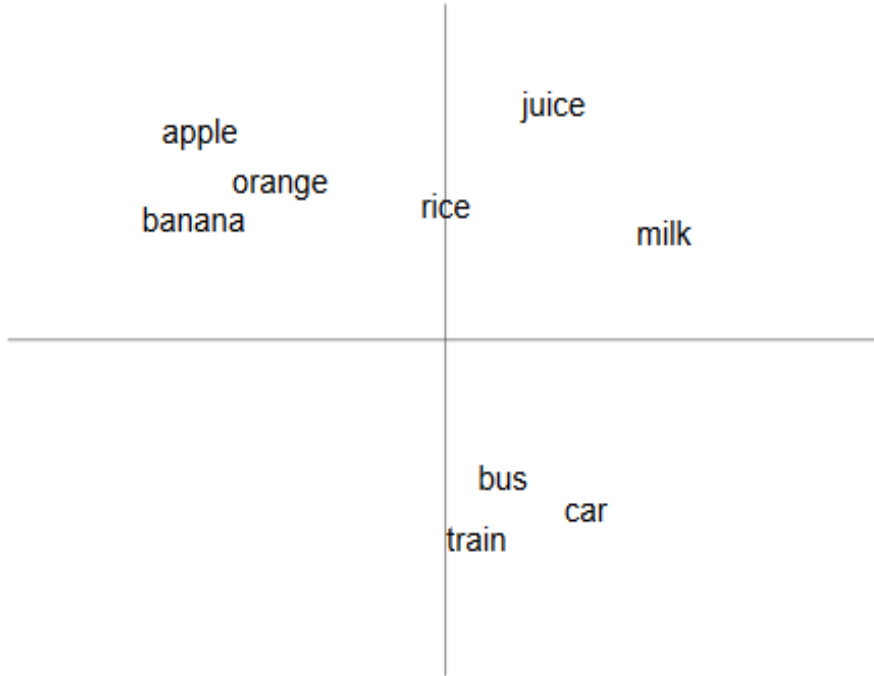 juice
apple
orange
rice
banana
milk
bus
car
train